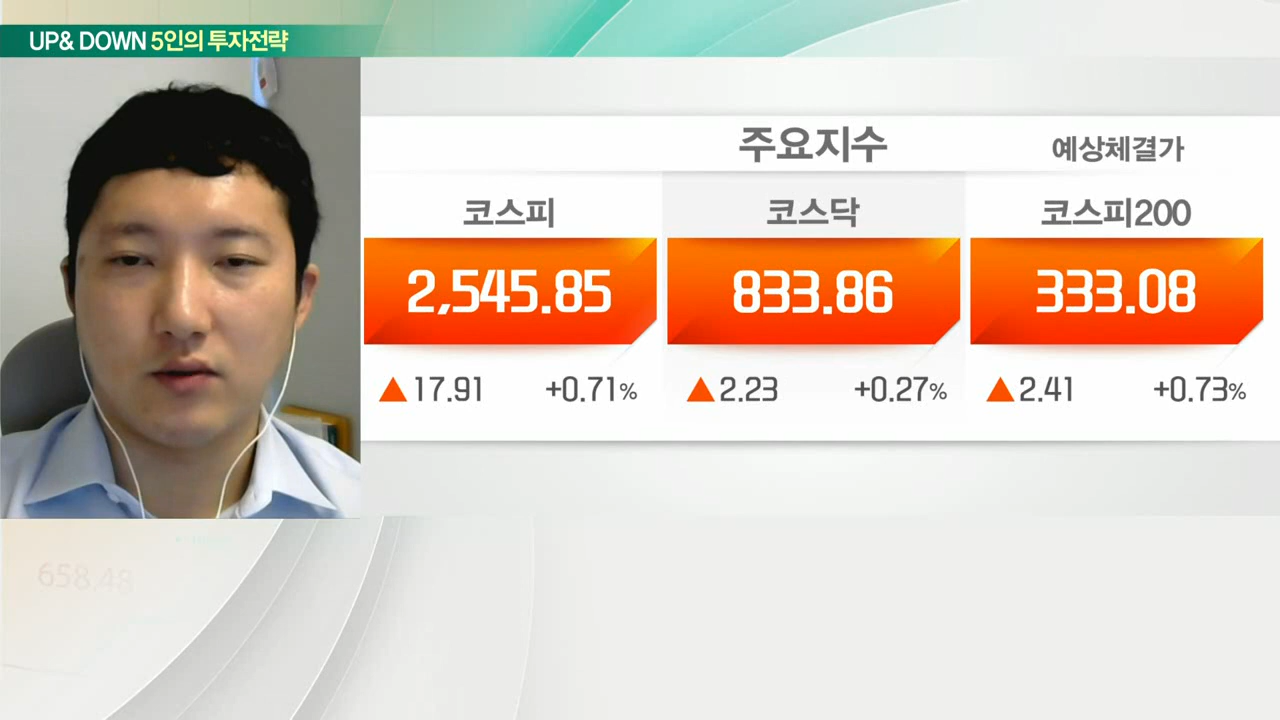 UP& DOWN 5인의 투자전략
주요지수
예상체결가
코스피
코스닥
코스피200
2,545.85
833.86
333.08
▲17.91 +0.71%
▲2.23 +0.27%
▲2.41 +0.73%
658.48